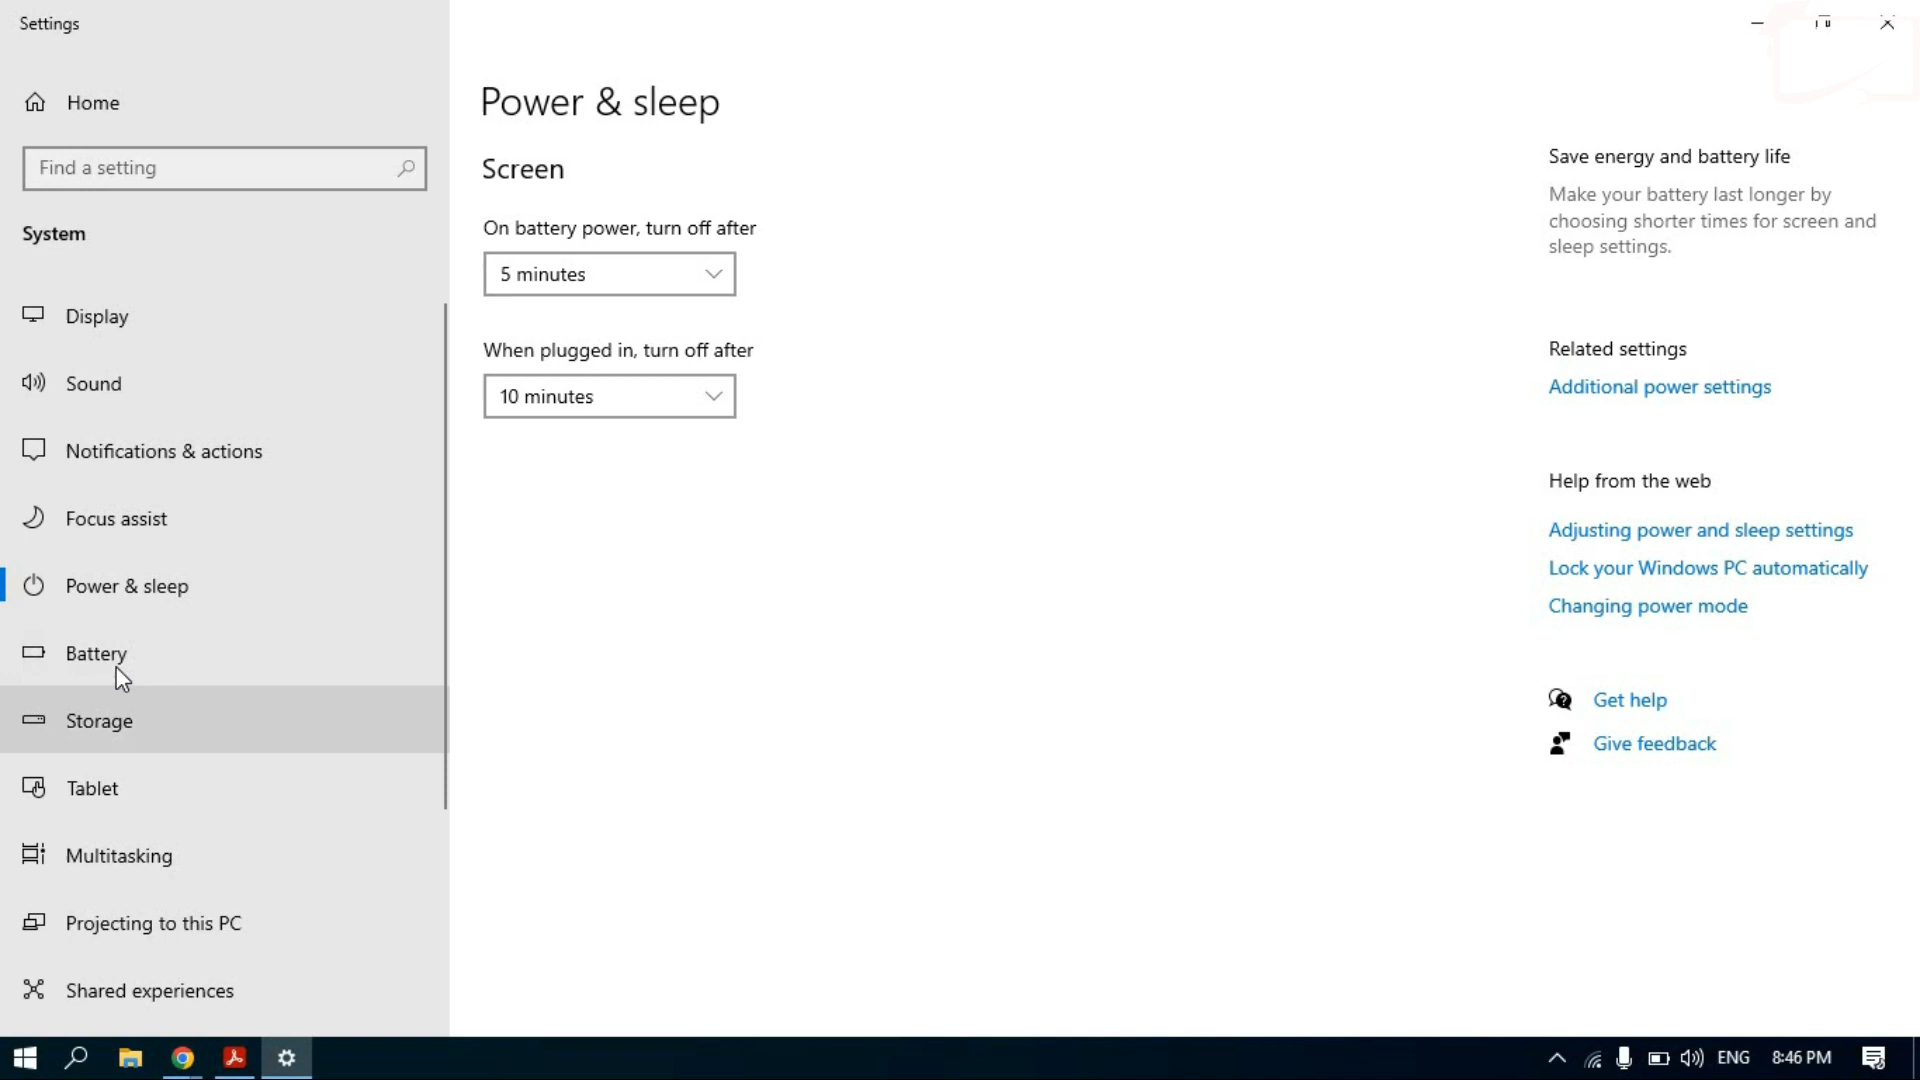 Settings
Home
Find a setting
System
Display
Sound
Notifications & actions
Focus assist
Power & sleep
Battery
Storage
Tablet
Multitasking
Projecting to this PC
Shared experiences
Power & sleep
Screen
On battery power, turn off after
5 minutes
When plugged in, turn off after
10 minutes
Save energy and battery life
Make your battery last longer by
choosing shorter times for screen and
sleep settings.
Related settings
Additional power settings
Help from the web
Adjusting power and sleep settings
Lock your Windows PC automatically
Changing power mode
Get help
Give feedback
ENG
8:46 PM